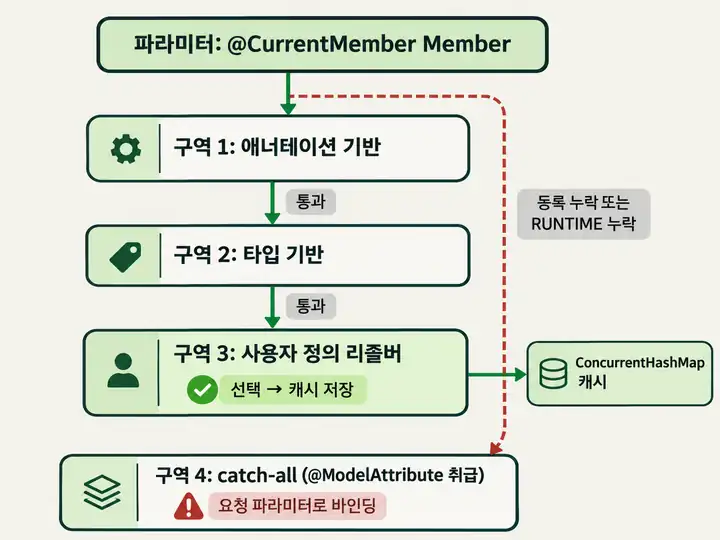 파라미터: @CurrentMember Member
구역 1: 애너테이션 기반
통과
동록 누락 또는
RUNTIME 누락
구역 2: 타입 기반
통과
구역 3: 사용자 정의 리졸버
선택 → 캐시 저장
ConcurrentHashMap
캐시
구역 4: catch-all (@ModelAttribute 취급)
요청 파라미터로 바인딩